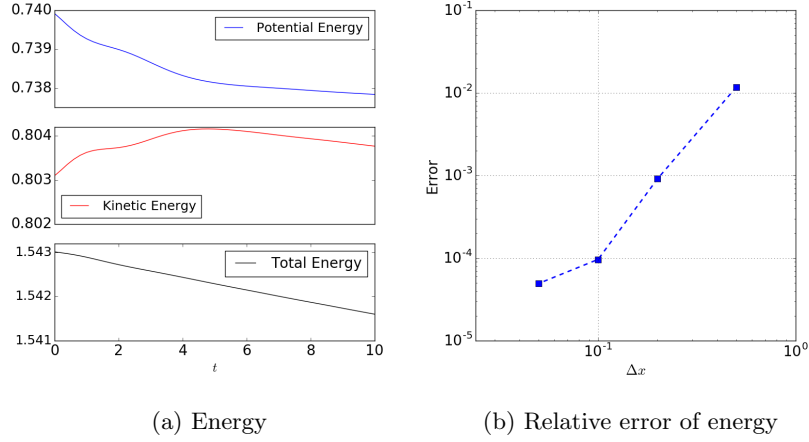 0.740
0.739
0.738
Potential Energy
0.804
0.803
0.802
Kinetic Energy
1.543
1.542
1.541
Total Energy
0 2 4 6 8 10
t
(a) Energy
10^-1
10^-2
10^-3
10^-4
10^-5
Error
10^-1 10^0
Δx
(b) Relative error of energy